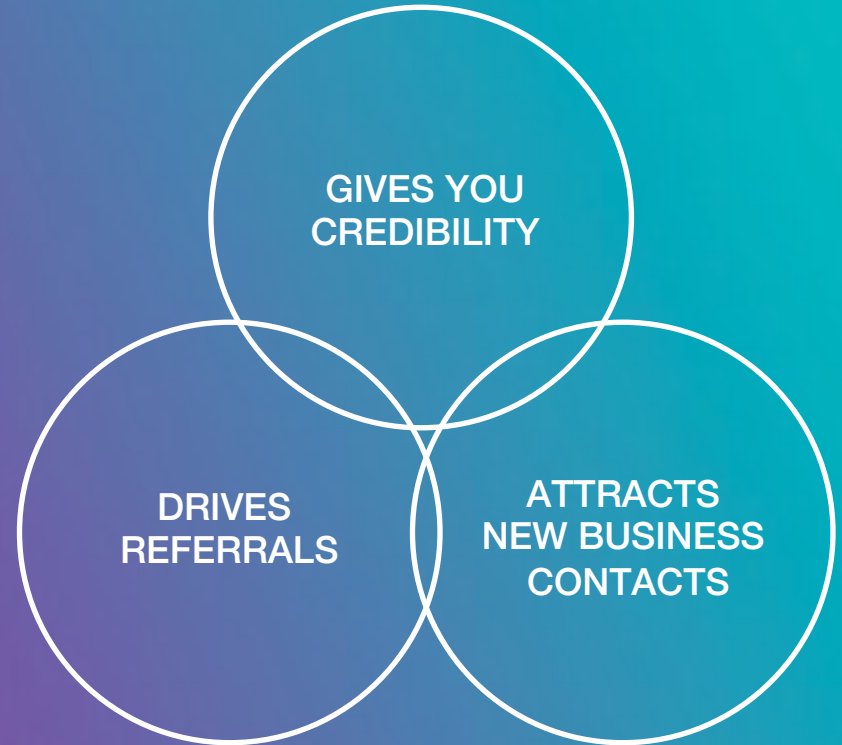 GIVES YOU
CREDIBILITY
DRIVES
REFERRALS
ATTRACTS
NEW BUSINESS
CONTACTS